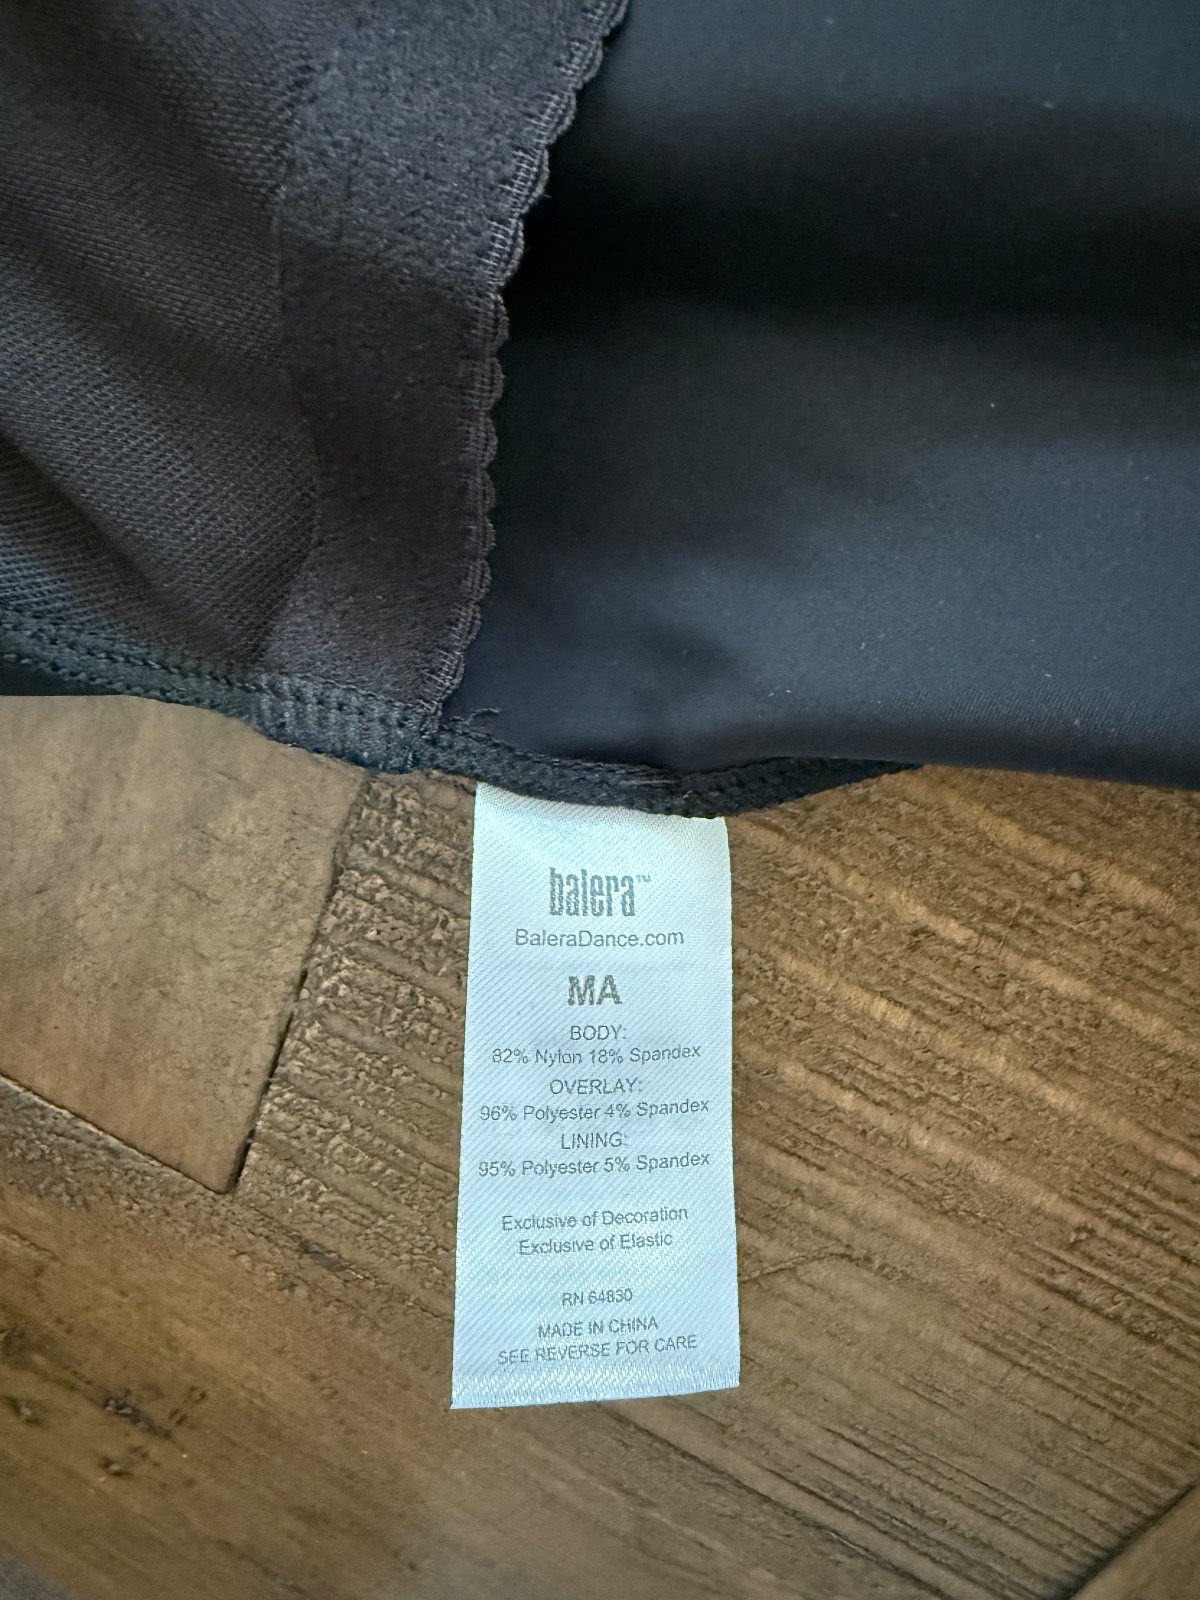 balera™
BaleraDance.com
MA
BODY:
82% Nylon 18% Spandex
OVERLAY:
96% Polyester 4% Spandex
LINING:
95% Polyester 5% Spandex
Exclusive of Decoration
Exclusive of Elastic
RN 64830
MADE IN CHINA
SEE REVERSE FOR CARE